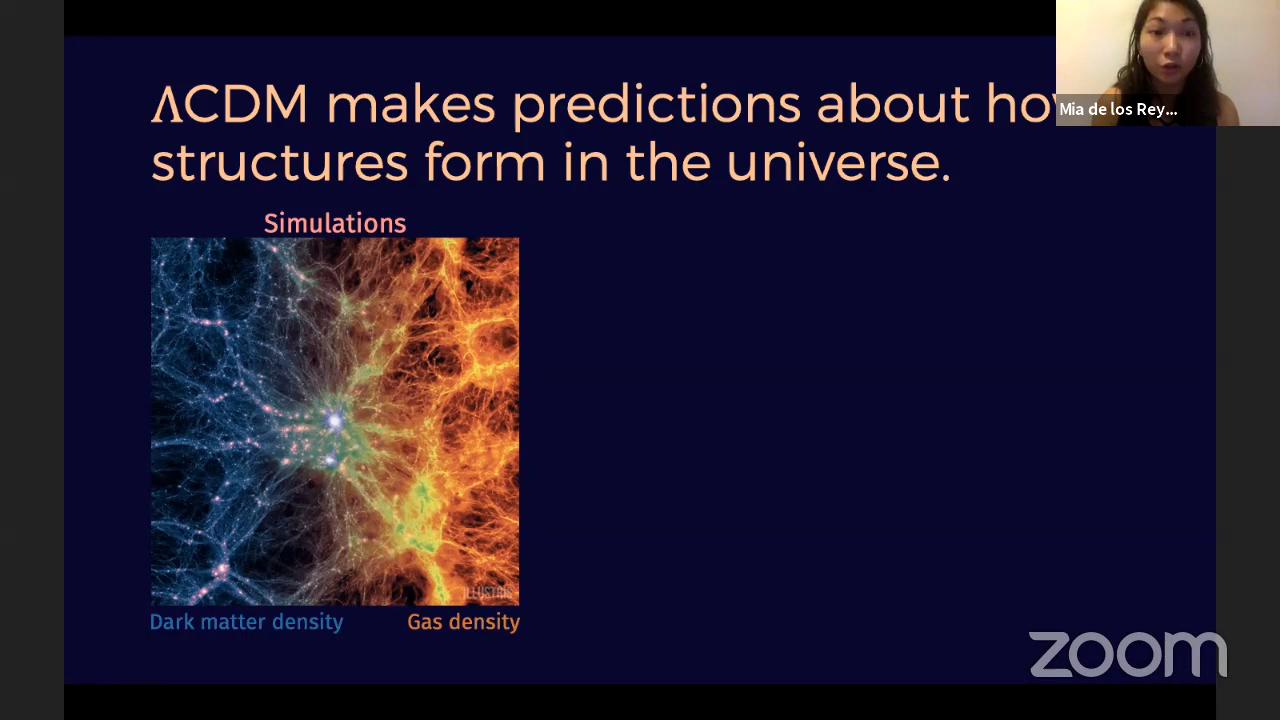 ΛCDM makes predictions about ho
structures form in the universe.
Mia de los Rey...
Simulations
ILLUSTRIS
Dark matter density
Gas density
zoom